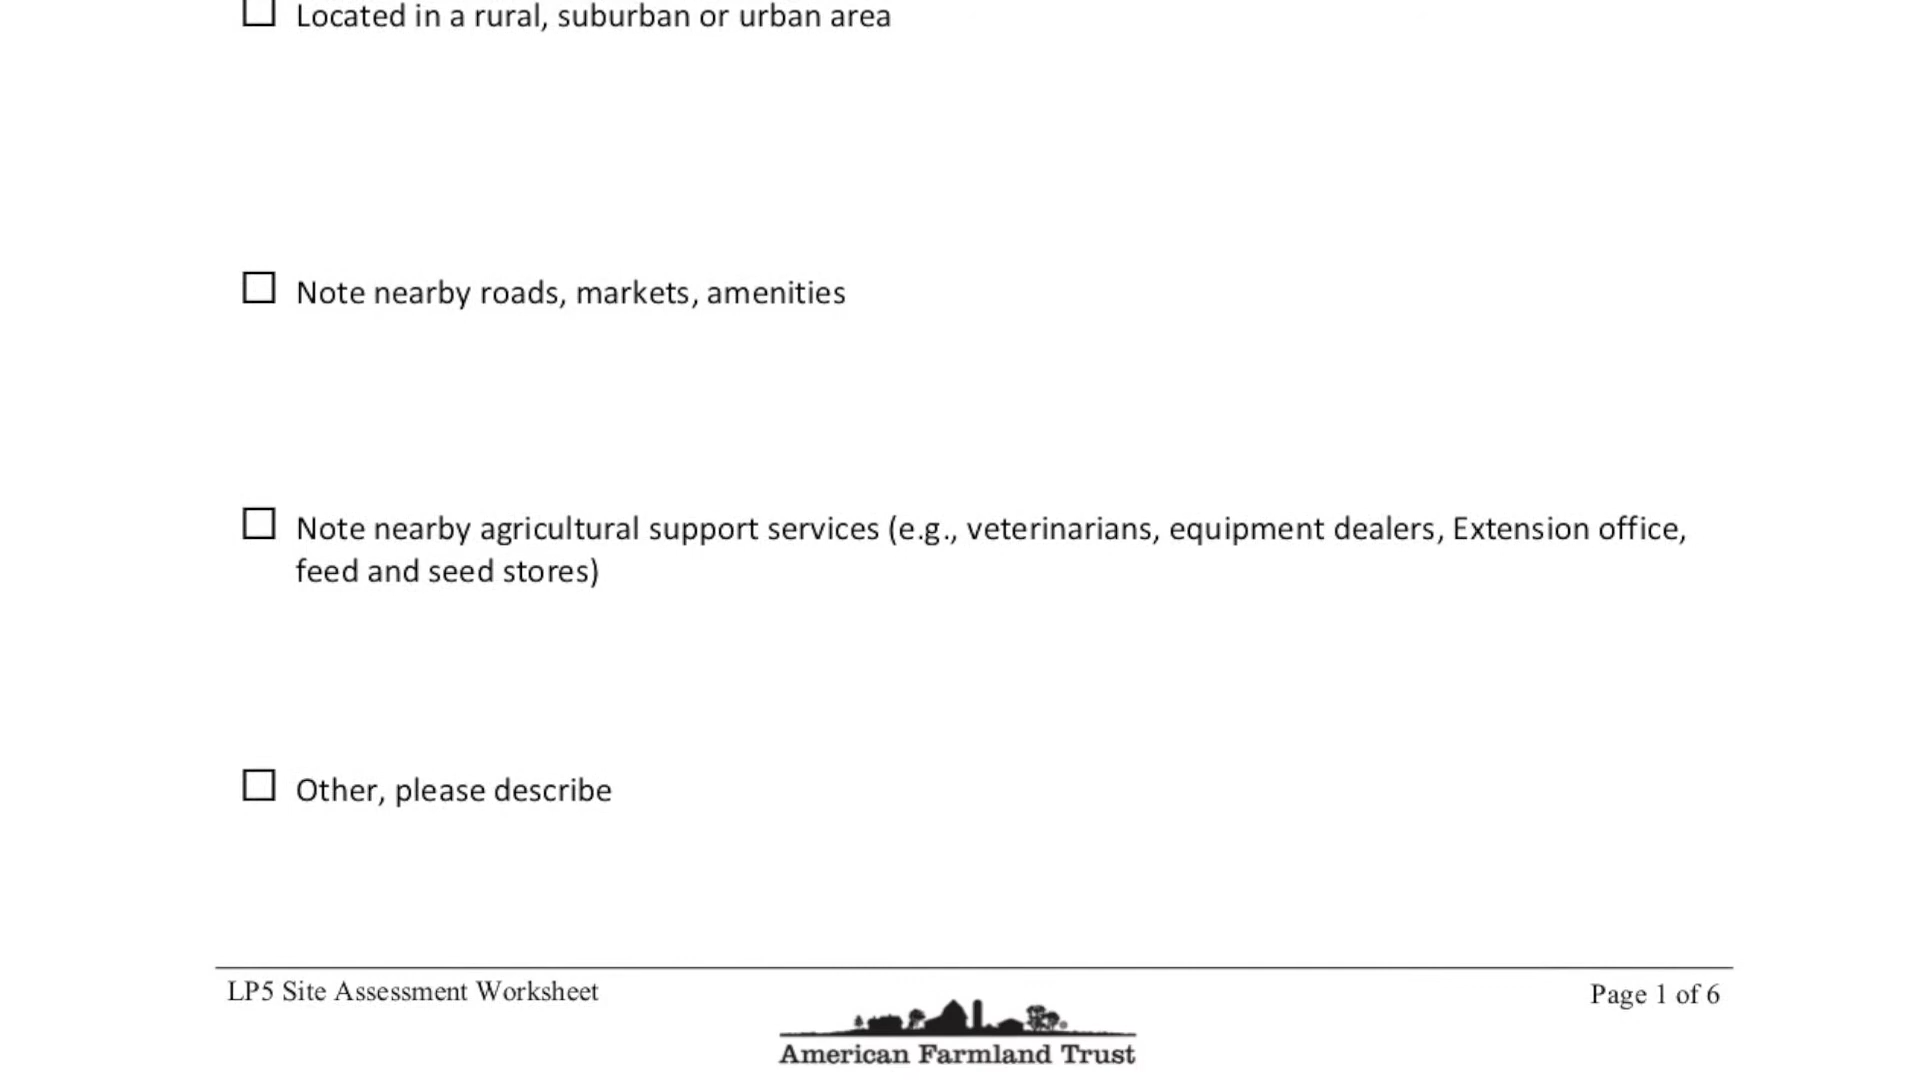 Located in a rural, suburban or urban area
Note nearby roads, markets, amenities
Note nearby agricultural support services (e.g., veterinarians, equipment dealers, Extension office,
feed and seed stores)
Other, please describe
LP5 Site Assessment Worksheet
Page 1 of 6
American Farmland Trust